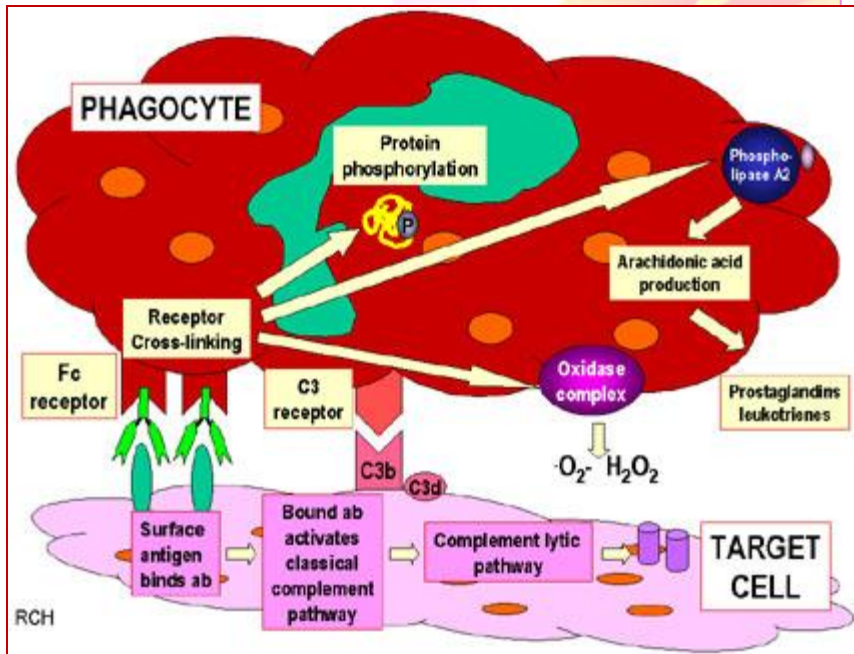 PHAGOCYTE
Protein
phosphorylation
P
Phospho-
lipase A2
Arachidonic acid
production
Receptor
Cross-linking
Fc
receptor
C3
receptor
Oxidase
complex
Prostaglandins
leukotrienes
·O₂- H₂O₂
C3b
C3d
Surface
antigen
binds ab
Bound ab
activates
classical
complement
pathway
Complement lytic
pathway
TARGET
CELL
RCH